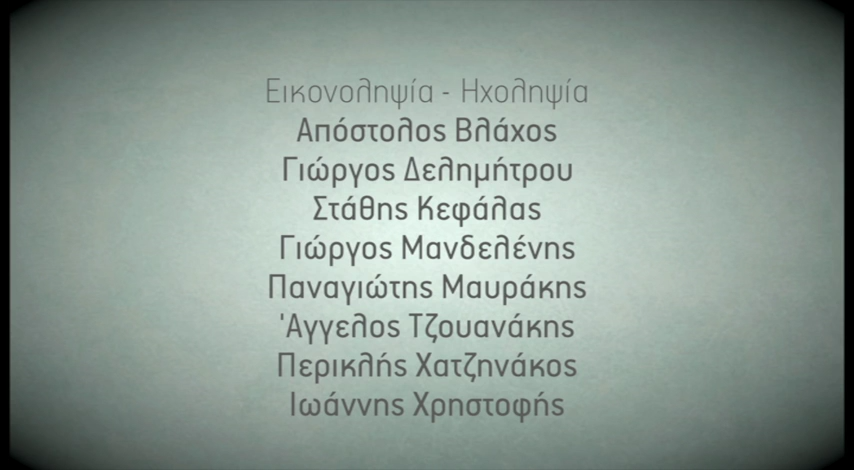 Εικονοληψία - Ηχοληψία
Απόστολος Βλάχος
Γιώργος Δελημήτρου
Στάθης Κεφάλας
Γιώργος Μανδελένης
Παναγιώτης Μαυράκης
'Αγγελος Τζουανάκης
Περικλής Χατζηνάκος
Ιωάννης Χρηστοφής